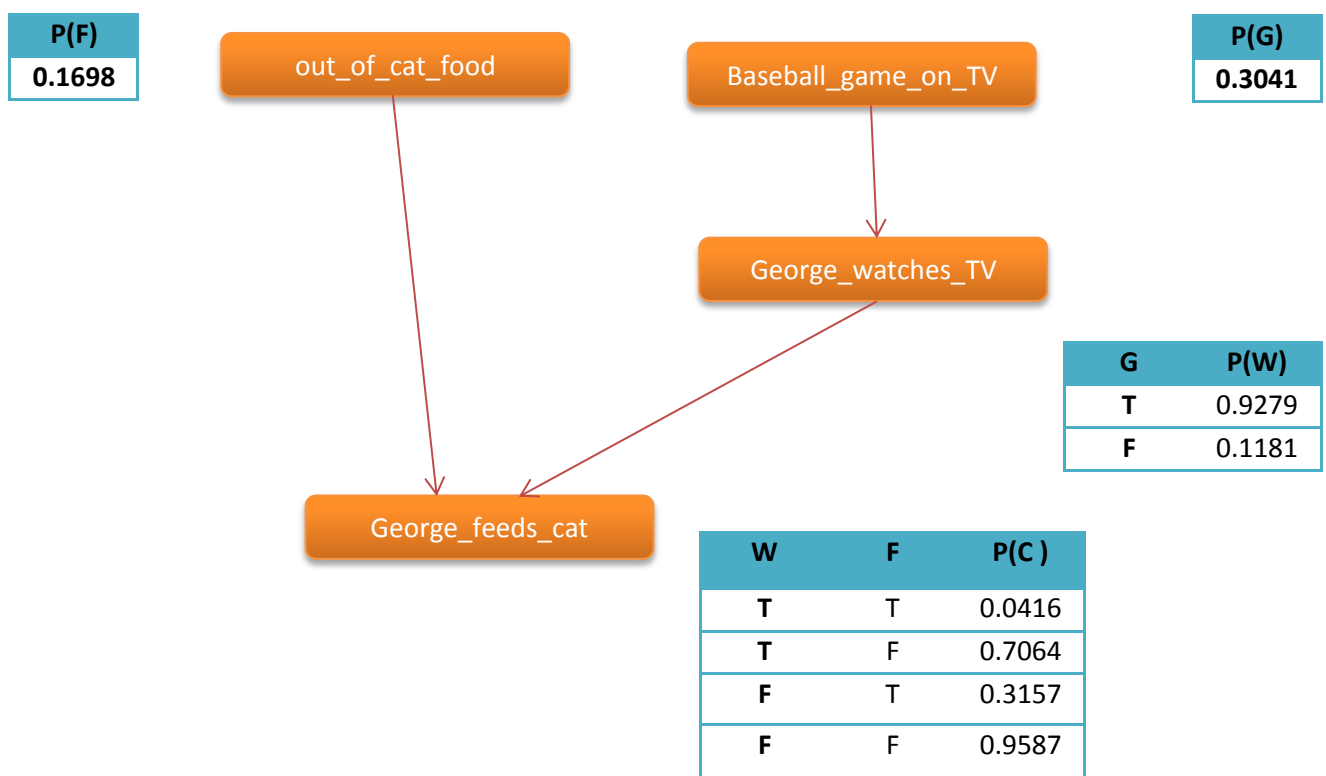 P(F)
0.1698
out_of_cat_food
Baseball_game_on_TV
P(G)
0.3041
George_watches_TV
G P(W)
T 0.9279
F 0.1181
George_feeds_cat
W F P(C )
T T 0.0416
T F 0.7064
F T 0.3157
F F 0.9587